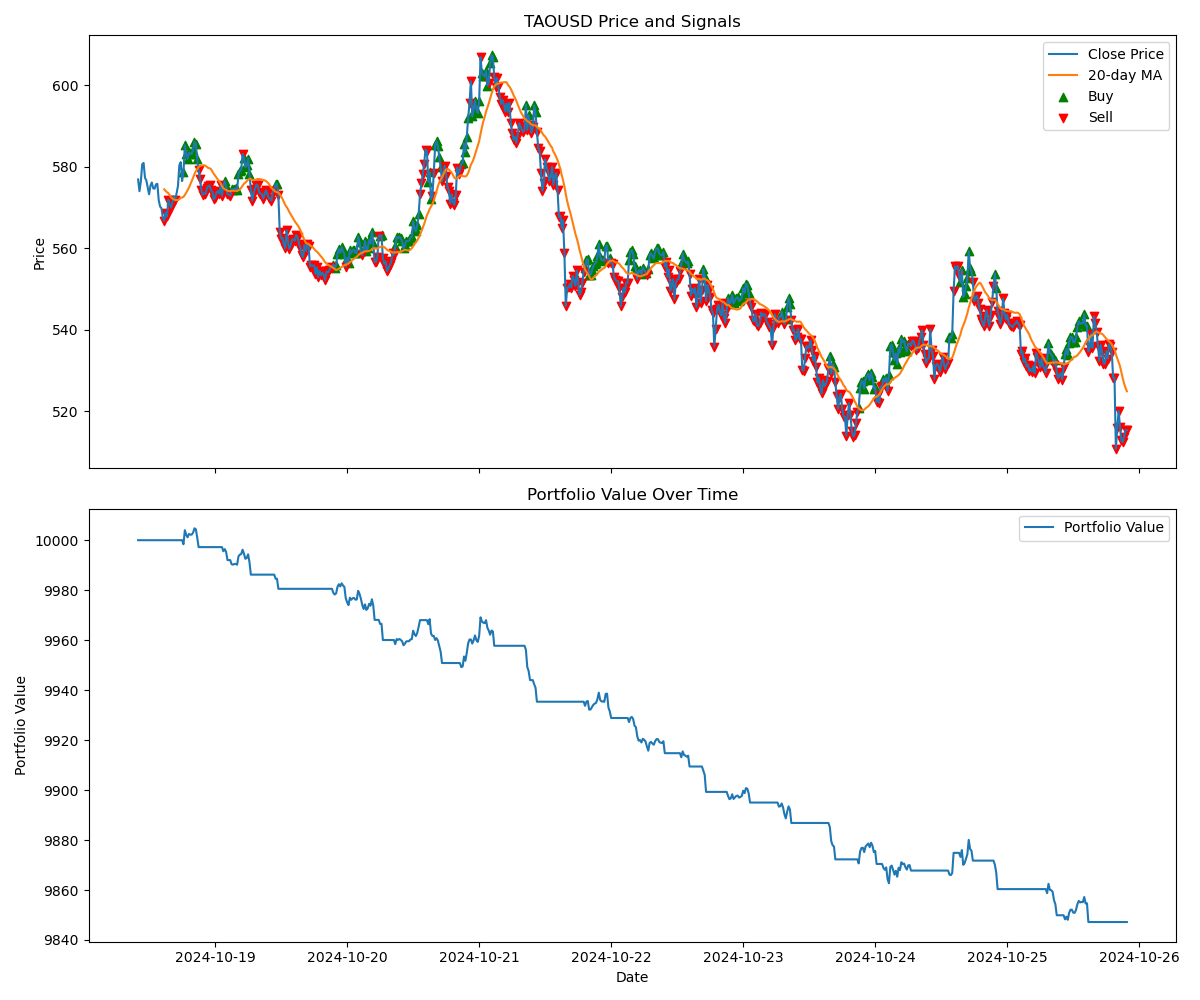 TAOUSD Price and Signals
Price
600
580
560
540
520
Close Price
20-day MA
Buy
Sell
Portfolio Value Over Time
Portfolio Value
10000
9980
9960
9940
9920
9900
9880
9860
9840
Portfolio Value
2024-10-19
2024-10-20
2024-10-21
2024-10-22
2024-10-23
2024-10-24
2024-10-25
2024-10-26
Date